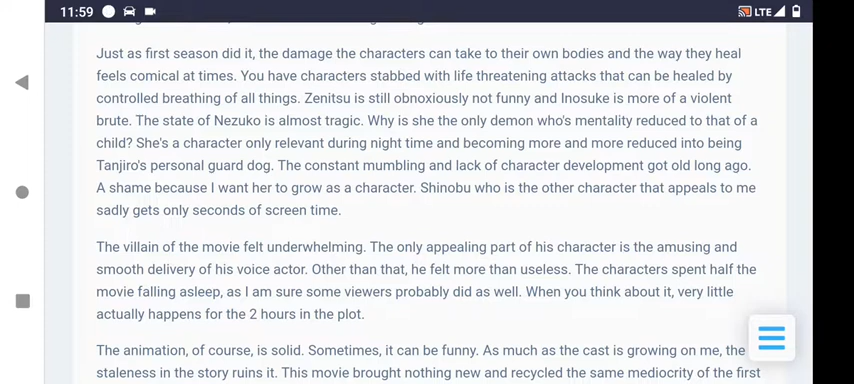 11:59
LTE
Just as first season did it, the damage the characters can take to their own bodies and the way they heal
feels comical at times. You have characters stabbed with life threatening attacks that can be healed by
controlled breathing of all things. Zenitsu is still obnoxiously not funny and Inosuke is more of a violent
brute. The state of Nezuko is almost tragic. Why is she the only demon who's mentality reduced to that of a
child? She's a character only relevant during night time and becoming more and more reduced into being
Tanjiro's personal guard dog. The constant mumbling and lack of character development got old long ago.
A shame because I want her to grow as a character. Shinobu who is the other character that appeals to me
sadly gets only seconds of screen time.
The villain of the movie felt underwhelming. The only appealing part of his character is the amusing and
smooth delivery of his voice actor. Other than that, he felt more than useless. The characters spent half the
movie falling asleep, as I am sure some viewers probably did as well. When you think about it, very little
actually happens for the 2 hours in the plot.
The animation, of course, is solid. Sometimes, it can be funny. As much as the cast is growing on me, the
staleness in the story ruins it. This movie brought nothing new and recycled the same mediocrity of the first